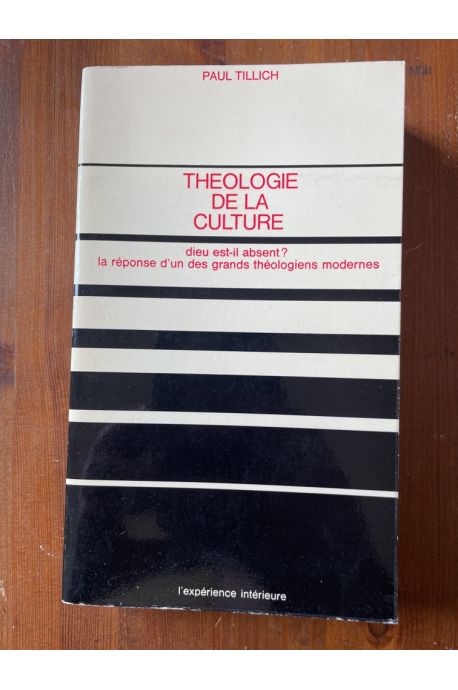 PAUL TILLICH
THEOLOGIE
DE LA
CULTURE
dieu est-il absent?
la réponse d'un des grands théologiens modernes
l'expérience intérieure